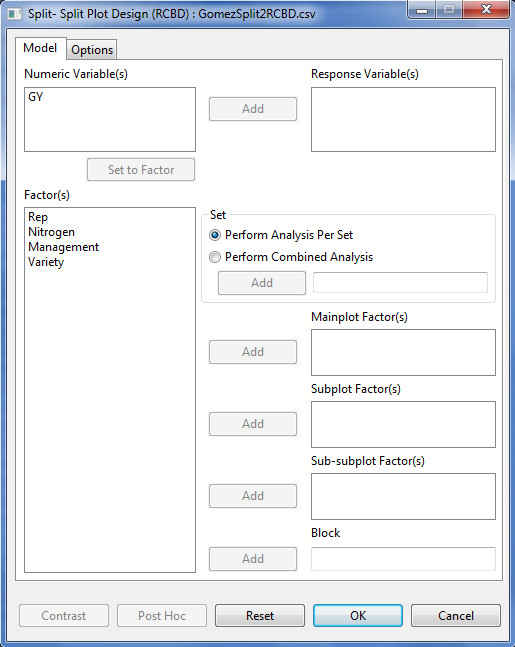 Split- Split Plot Design (RCBD) : GomezSplit2RCBD.csv
Model
Options
Numeric Variable(s)
Response Variable(s)
GY
Add
Set to Factor
Factor(s)
Rep
Nitrogen
Management
Variety
Set
Perform Analysis Per Set
Perform Combined Analysis
Add
Mainplot Factor(s)
Add
Subplot Factor(s)
Add
Sub-subplot Factor(s)
Add
Block
Add
Contrast
Post Hoc
Reset
OK
Cancel